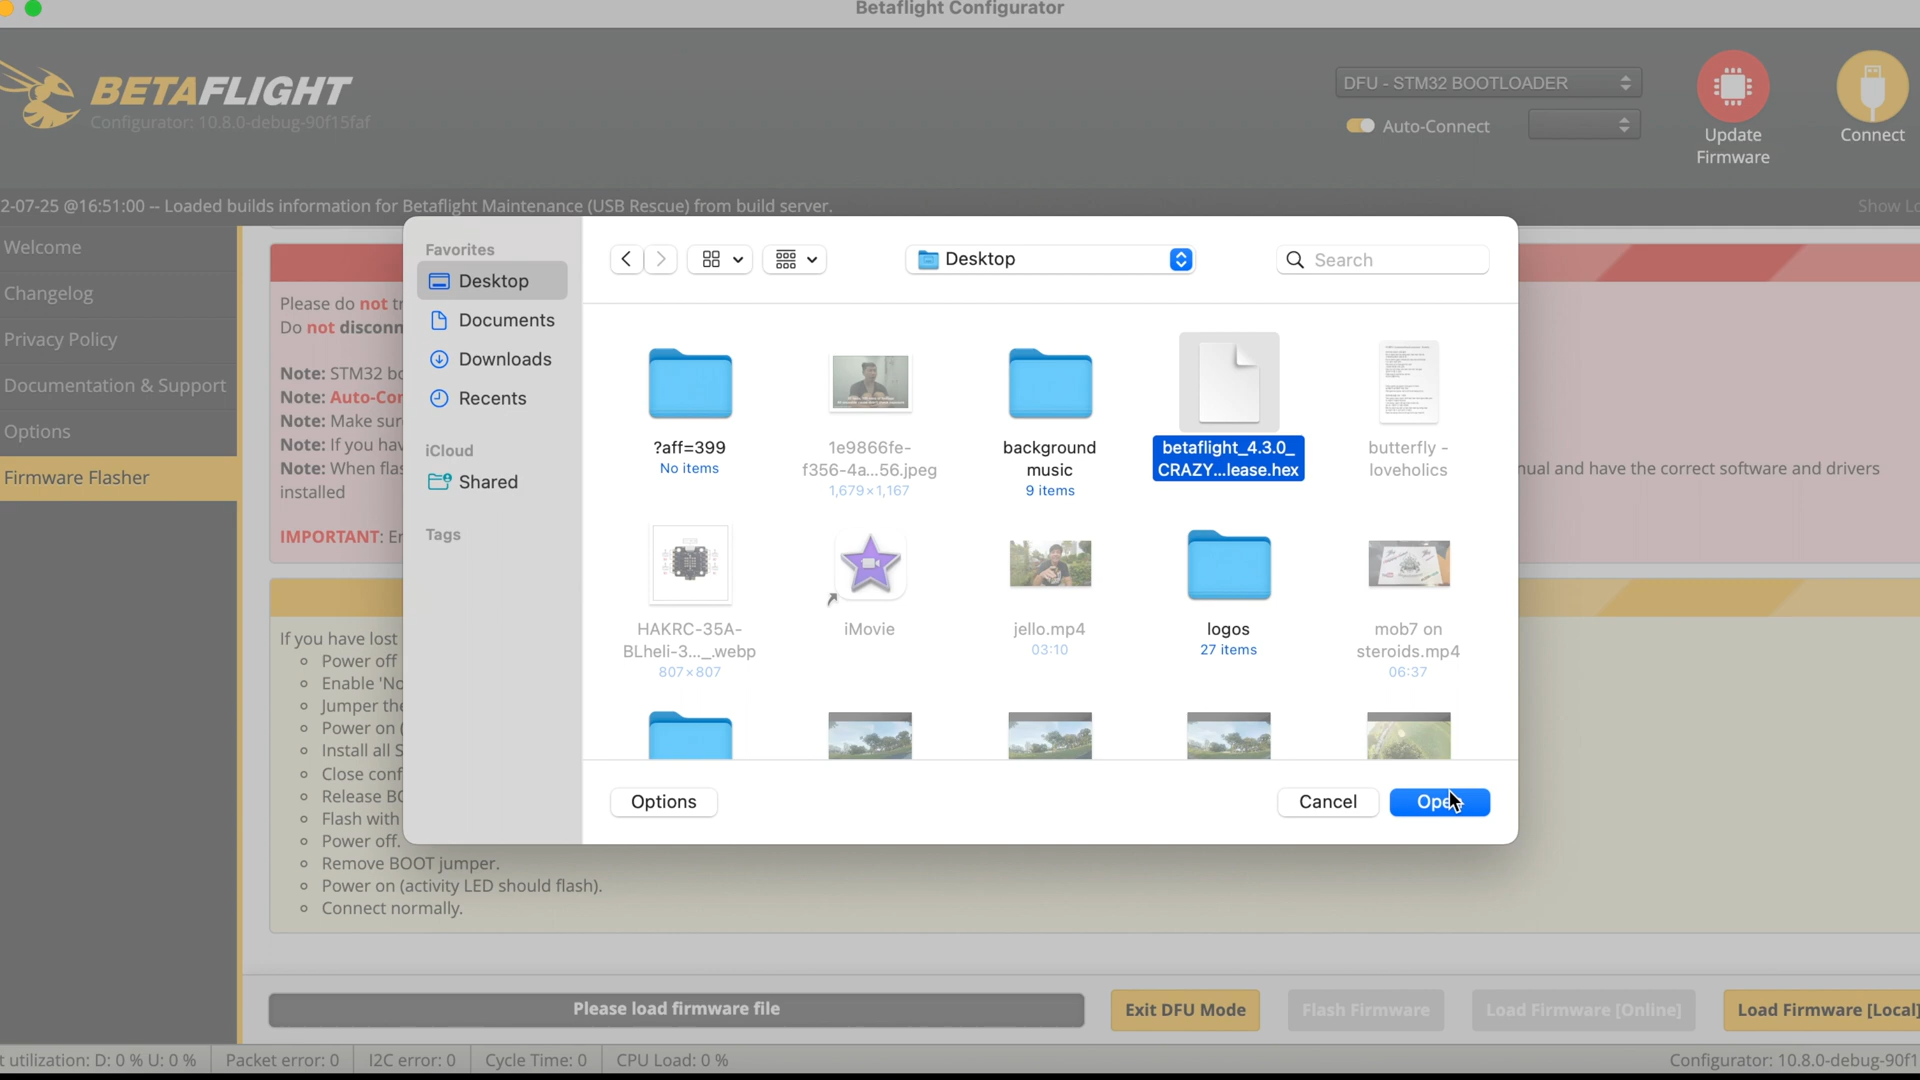 Betaflight Configurator
BETAFLIGHT
Configurator: 10.8.0-debug-90f15faf
DFU - STM32 BOOTLOADER
Auto-Connect
Update
Firmware
Connect
2-07-25 @16:51:00 -- Loaded builds information for Betaflight Maintenance (USB Rescue) from build server.
Show Lo
Welcome
Changelog
Privacy Policy
Documentation & Support
Options
Firmware Flasher
Please do not tr
Do not disconn
Note: STM32 bo
Note: Auto-Con
Note: Make sur
Note: If you hav
Note: When flas
installed
IMPORTANT: Er
nual and have the correct software and drivers
If you have lost
Power off
Enable 'No
Jumper the
Power on (
Install all S
Close conf
Release BO
Flash with
Power off.
Remove BOOT jumper.
Power on (activity LED should flash).
Connect normally.
Favorites
Desktop
Documents
Downloads
Recents
iCloud
Shared
Tags
Desktop
Search
?aff=399
No items
1e9866fe-
f356-4a...56.jpeg
1,679×1,167
background
music
9 items
betaflight_4.3.0_
CRAZY...lease.hex
butterfly -
loveholics
HAKRC-35A-
BLheli-3..._.webp
807×807
iMovie
jello.mp4
03:10
logos
27 items
mob7 on
steroids.mp4
06:37
Options
Cancel
Open
Please load firmware file
Exit DFU Mode
Flash Firmware
Load Firmware [Online]
Load Firmware [Local]
t utilization: D: 0 % U: 0 %
Packet error: 0
I2C error: 0
Cycle Time: 0
CPU Load: 0 %
Configurator: 10.8.0-debug-90f1